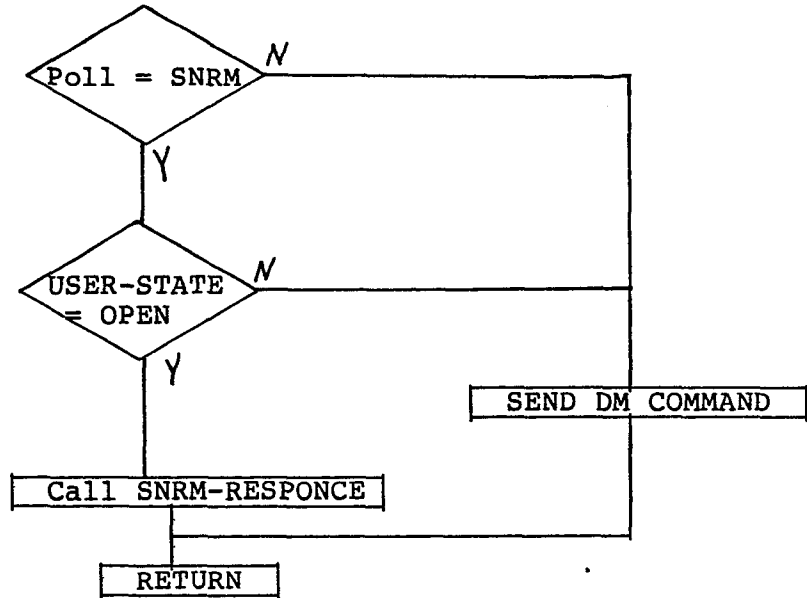 Poll = SNRM
N
Y
USER-STATE
= OPEN
N
Y
SEND DM COMMAND
Call SNRM-RESPONCE
RETURN